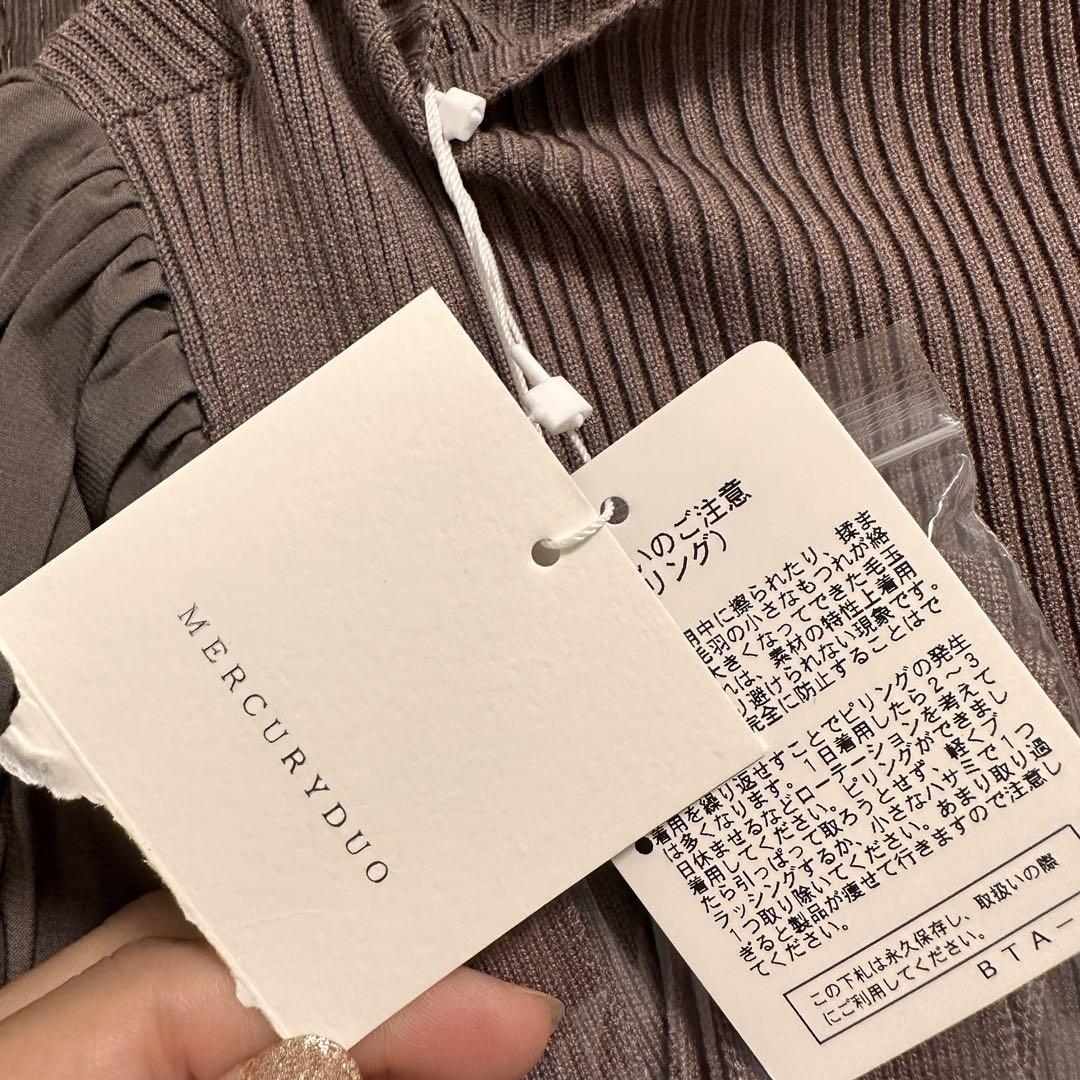 MERCURYDUO
いのご注意
リング）
用中に擦られたり、揉ま
毛羽の小さなもつれが絡
大きくなってできた毛玉
れは、素材の特性上着用
り避けられない現象です。
完全に防止することはで
着用を繰り返すことでピリングの発生
は多くなります。1日着用したら2～3
日休ませるなどローテーションを考えて
着用してください。ピリングができまし
たら引っぱって取ろうとせず、軽くブ
ラッシングするか、小さなハサミで1つ
1つ取り除いてください。あまり取り過
ぎると製品が痩せて行きますので注意し
てください。
この下札は永久保存し、取扱いの際
にご利用してください。
BTA－